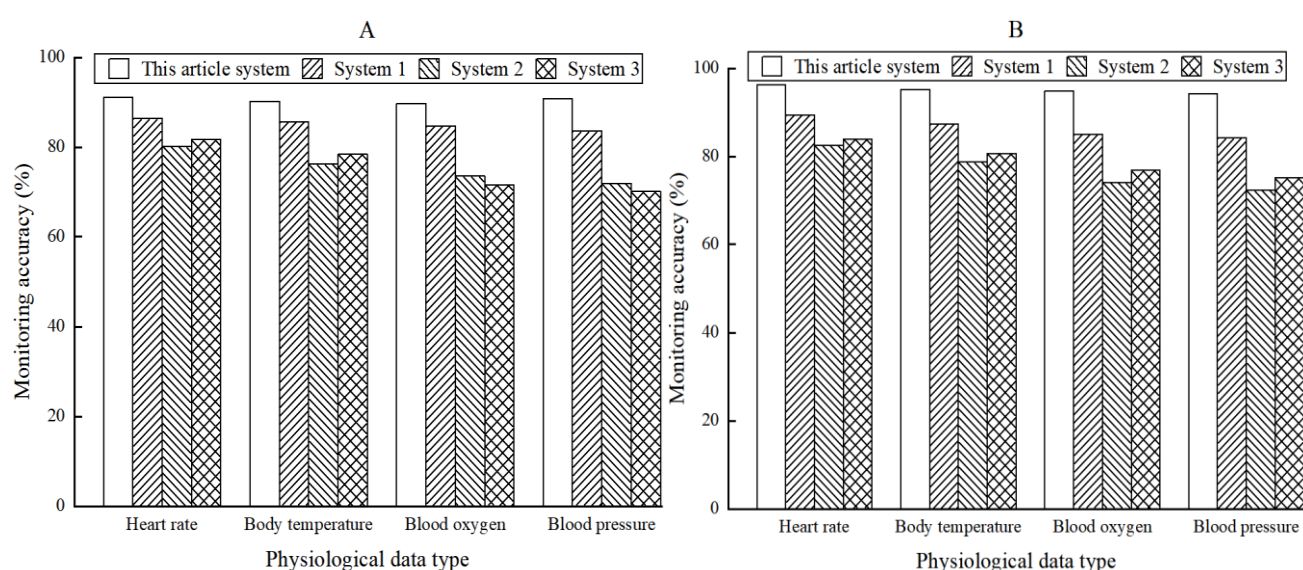 A
This article system System 1 System 2 System 3
100
80
60
40
20
0
Monitoring accuracy (%)
Heart rate Body temperature Blood oxygen Blood pressure
Physiological data type
B
This article system System 1 System 2 System 3
100
80
60
40
20
0
Monitoring accuracy (%)
Heart rate Body temperature Blood oxygen Blood pressure
Physiological data type